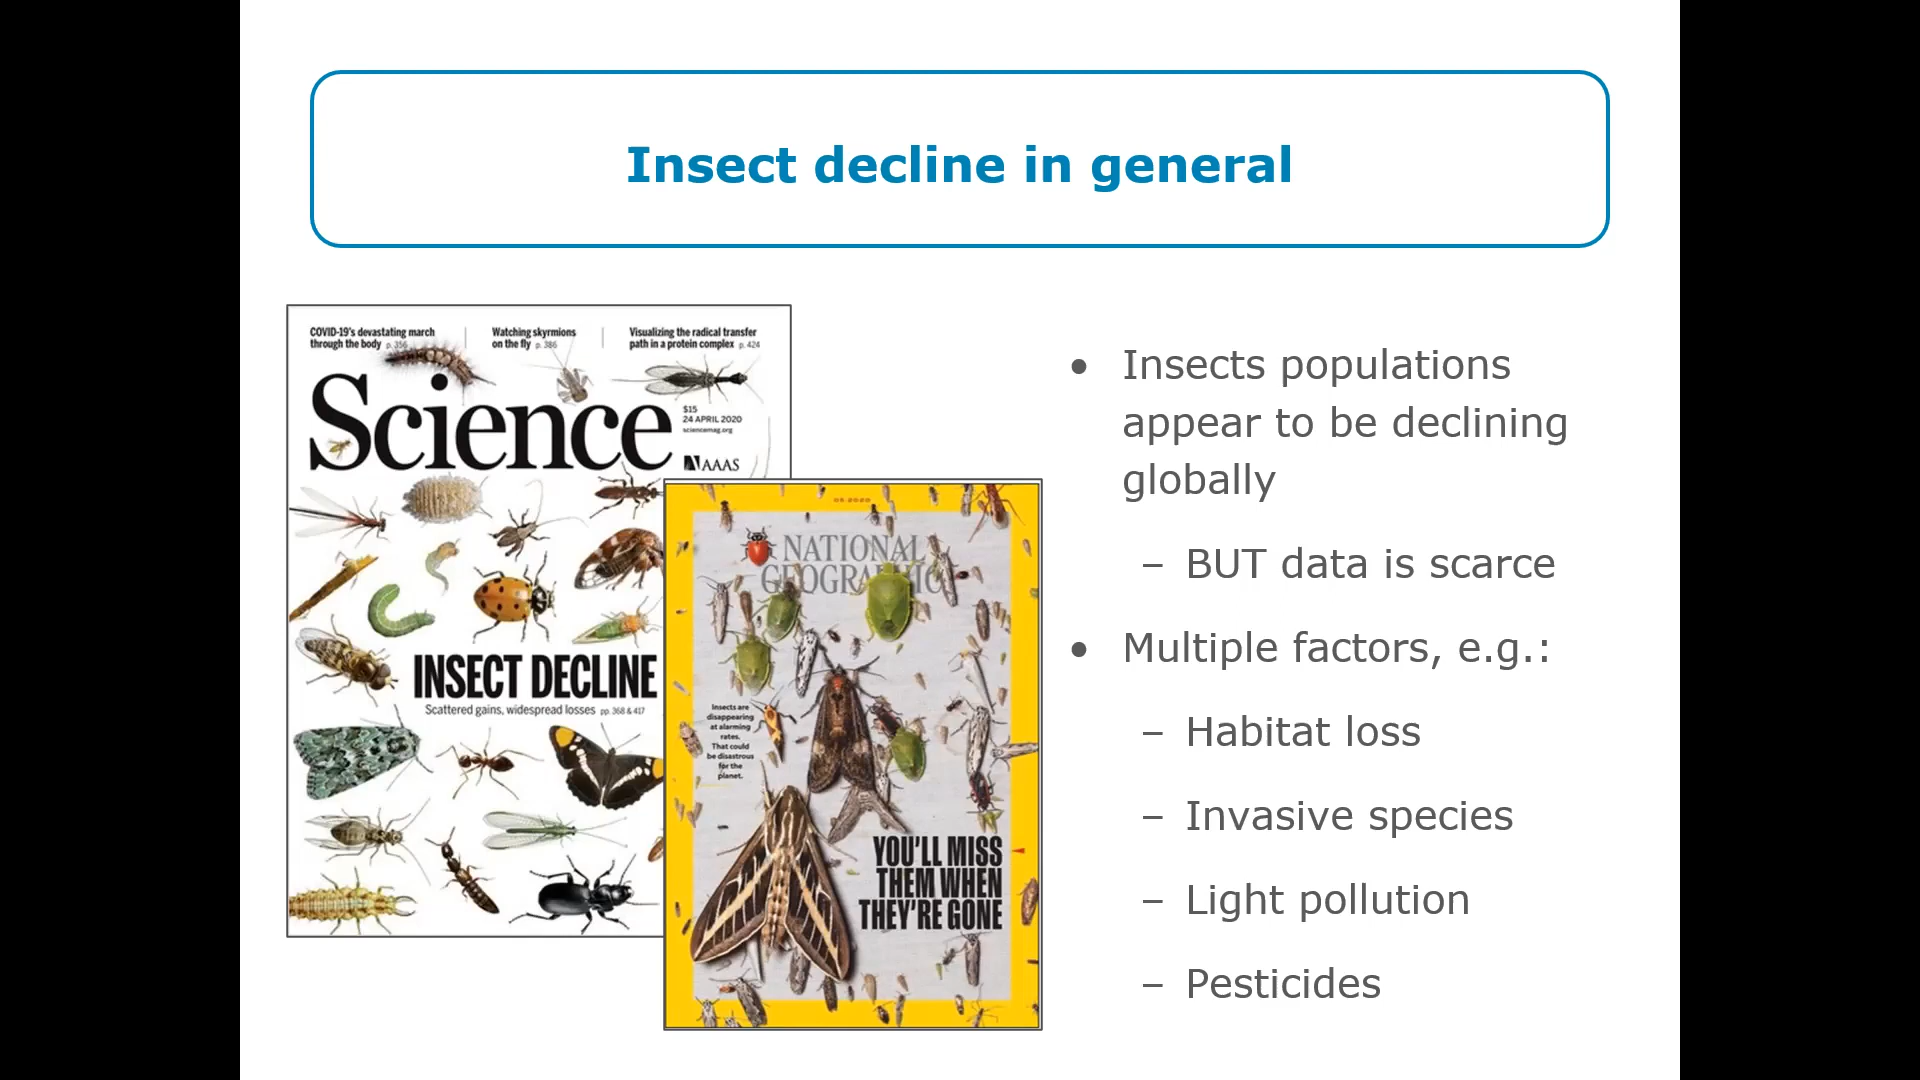 Insect decline in general
COVID-19's devastating march
through the body p. 356
Watching skyrmions
on the fly p. 386
Visualizing the radical transfer
path in a protein complex p. 424
Science
$15
24 APRIL 2020
sciencemag.org
AAAS
INSECT DECLINE
Scattered gains, widespread losses pp. 368 & 417
05.2020
NATIONAL
GEOGRAPHIC
Insects are
disappearing
at alarming
rates.
That could
be disastrous
for the
planet.
YOU'LL MISS
THEM WHEN
THEY'RE GONE
• Insects populations
appear to be declining
globally
– BUT data is scarce
• Multiple factors, e.g.:
– Habitat loss
– Invasive species
– Light pollution
– Pesticides